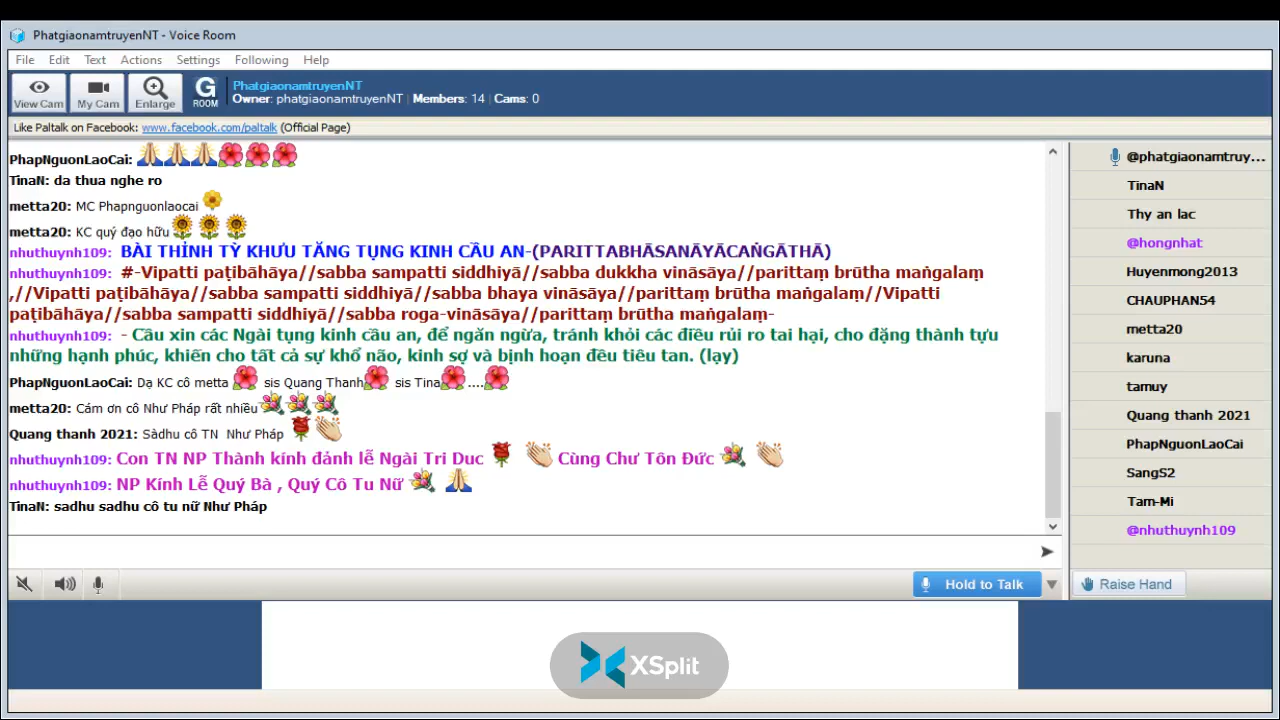 PhatgiaonamtruyenNT - Voice Room
File Edit Text Actions Settings Following Help
View Cam My Cam Enlarge G ROOM PhatgiaonamtruyenNT
Owner: phatgiaonamtruyenNT | Members: 14 | Cams: 0
Like Paltalk on Facebook: www.facebook.com/paltalk (Official Page)
PhapNguonLaoCai:
TinaN: da thua nghe ro
metta20: MC Phapnguonlaocai
metta20: KC quý đạo hữu
nhuthuynh109: BÀI THỈNH TỲ KHƯU TĂNG TỤNG KINH CẦU AN-(PARITTABHĀSANĀYĀCAṄGĀTHĀ)
nhuthuynh109: #-Vipatti paṭibāhāya//sabba sampatti siddhiyā//sabba dukkha vināsāya//parittaṃ brūtha maṅgalaṃ
,//Vipatti paṭibāhāya//sabba sampatti siddhiyā//sabba bhaya vināsāya//parittaṃ brūtha maṅgalaṃ//Vipatti
paṭibāhāya//sabba sampatti siddhiyā//sabba roga-vināsāya//parittaṃ brūtha maṅgalaṃ-
nhuthuynh109: - Cầu xin các Ngài tụng kinh cầu an, để ngăn ngừa, tránh khỏi các điều rủi ro tai hại, cho đặng thành tựu
những hạnh phúc, khiến cho tất cả sự khổ não, kinh sợ và bịnh hoạn đều tiêu tan. (lạy)
PhapNguonLaoCai: Dạ KC cô metta sis Quang Thanh sis Tina ....
metta20: Cám ơn cô Như Pháp rất nhiều
Quang thanh 2021: Sàdhu cô TN Như Pháp
nhuthuynh109: Con TN NP Thành kính đảnh lễ Ngài Tri Duc Cùng Chư Tôn Đức
nhuthuynh109: NP Kính Lễ Quý Bà , Quý Cô Tu Nữ
TinaN: sadhu sadhu cô tu nữ Như Pháp
@phatgiaonamtruy...
TinaN
Thy an lac
@hongnhat
Huyenmong2013
CHAUPHAN54
metta20
karuna
tamuy
Quang thanh 2021
PhapNguonLaoCai
SangS2
Tam-Mi
@nhuthuynh109
Hold to Talk
Raise Hand
XSplit